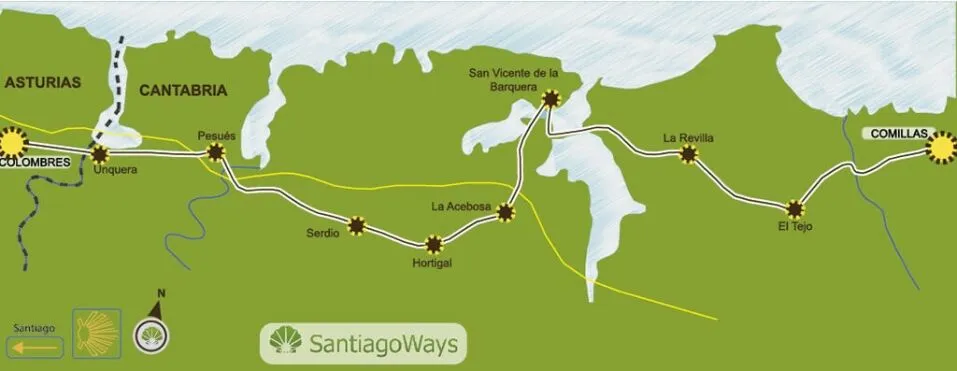 ASTURIAS
CANTABRIA
San Vicente de la
Barquera
COMILLAS
La Revilla
Pesués
COLOMBRES
Unquera
La Acebosa
Serdio
Hortigal
El Tejo
N
Santiago
SantiagoWays